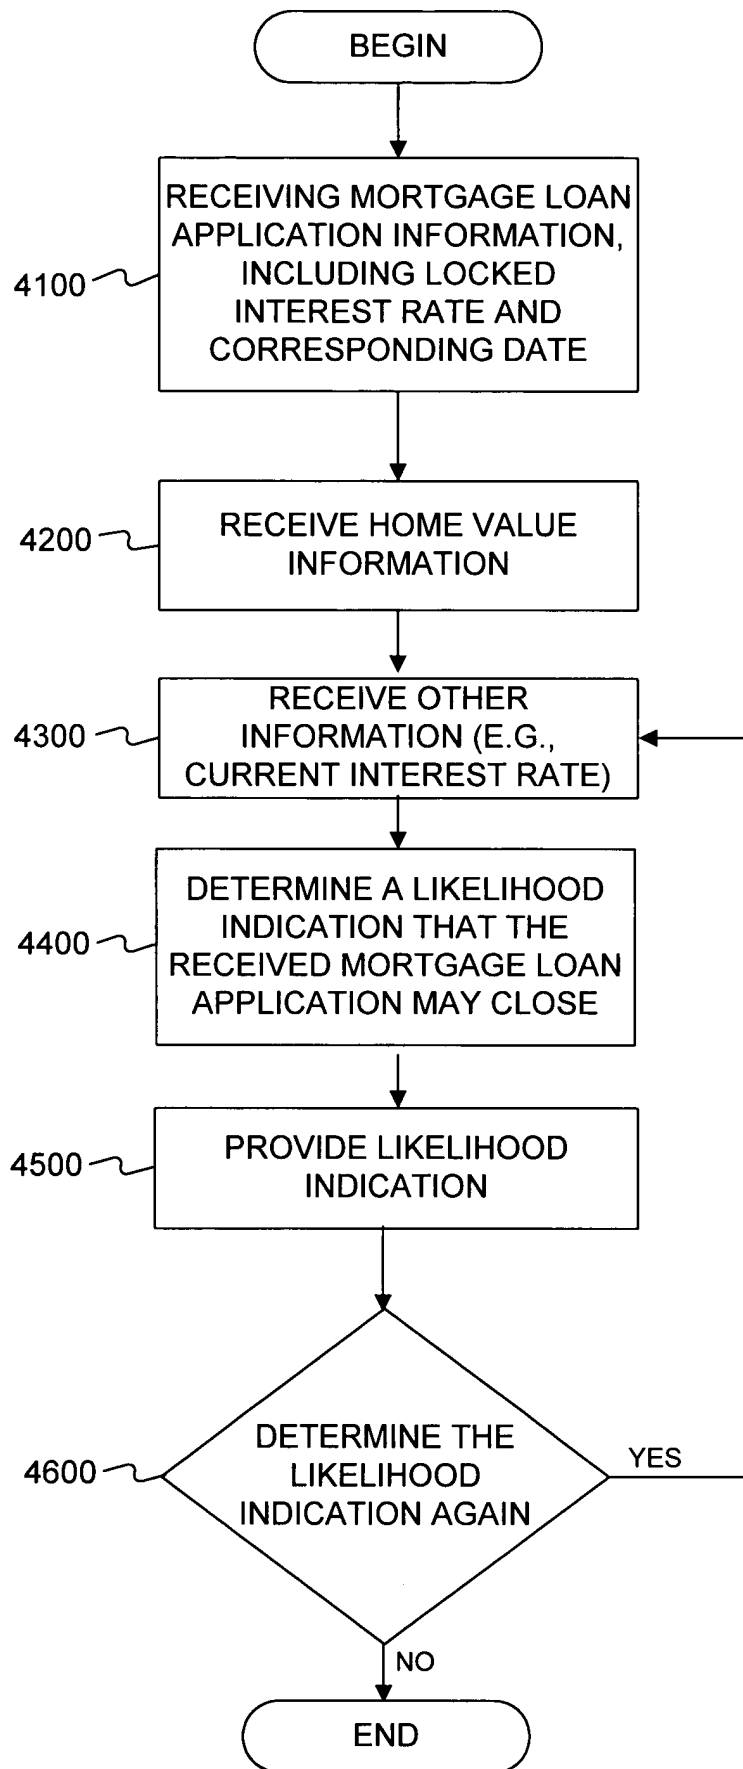 BEGIN
RECEIVING MORTGAGE LOAN
APPLICATION INFORMATION,
INCLUDING LOCKED
INTEREST RATE AND
CORRESPONDING DATE
4100
RECEIVE HOME VALUE
INFORMATION
4200
RECEIVE OTHER
INFORMATION (E.G.,
CURRENT INTEREST RATE)
4300
DETERMINE A LIKELIHOOD
INDICATION THAT THE
RECEIVED MORTGAGE LOAN
APPLICATION MAY CLOSE
4400
PROVIDE LIKELIHOOD
INDICATION
4500
DETERMINE THE
LIKELIHOOD
INDICATION AGAIN
4600
YES
NO
END